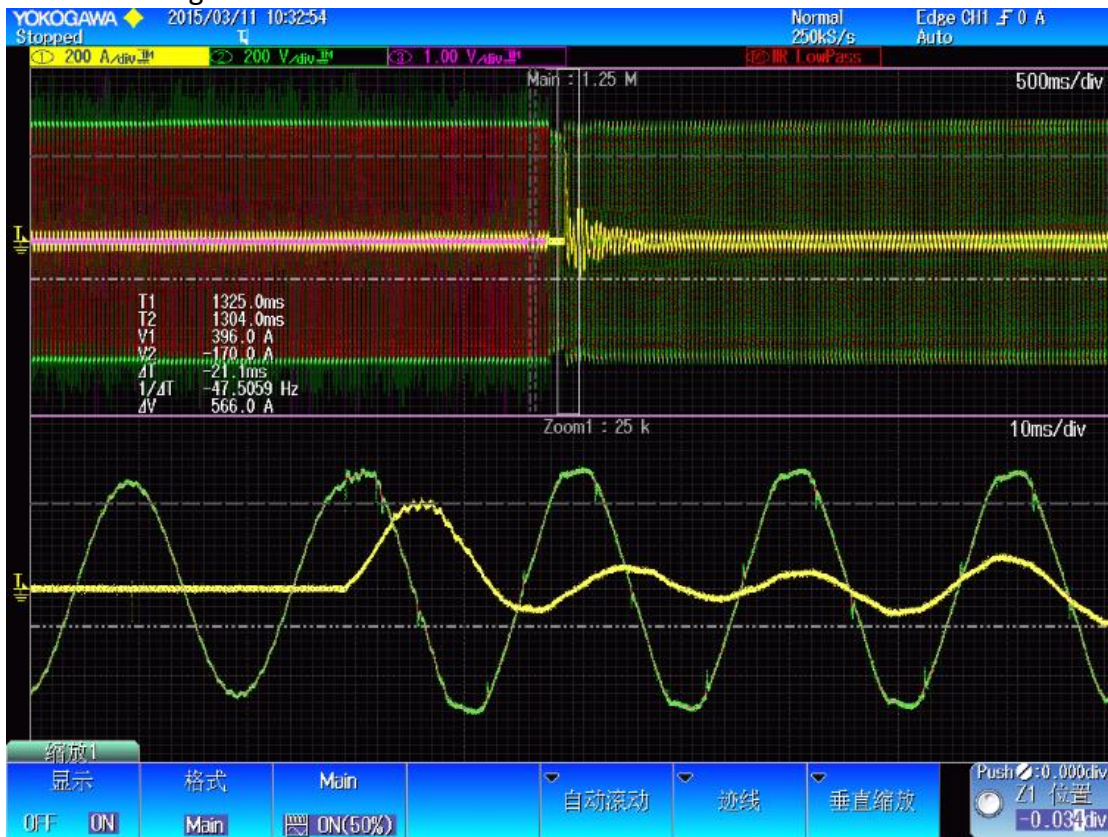 YOKOGAWA 2015/03/11 10:32:54 Normal Edge CH1 0 A
Stopped 250kS/s Auto
① 200 A/div ② 200 V/div ③ 1.00 V/div IIR LowPass
Main : 1.25 M 500ms/div
T1 1325.0ms
T2 1304.0ms
V1 396.0 A
V2 -170.0 A
ΔT -21.1ms
1/ΔT -47.5059 Hz
ΔV 566.0 A
Zoom1 : 25 k 10ms/div
缩放1
显示 格式 Main 自动滚动 迹线 垂直缩放 Push :0.000div
Z1 位置
OFF ON Main ON(50%) -0.034div